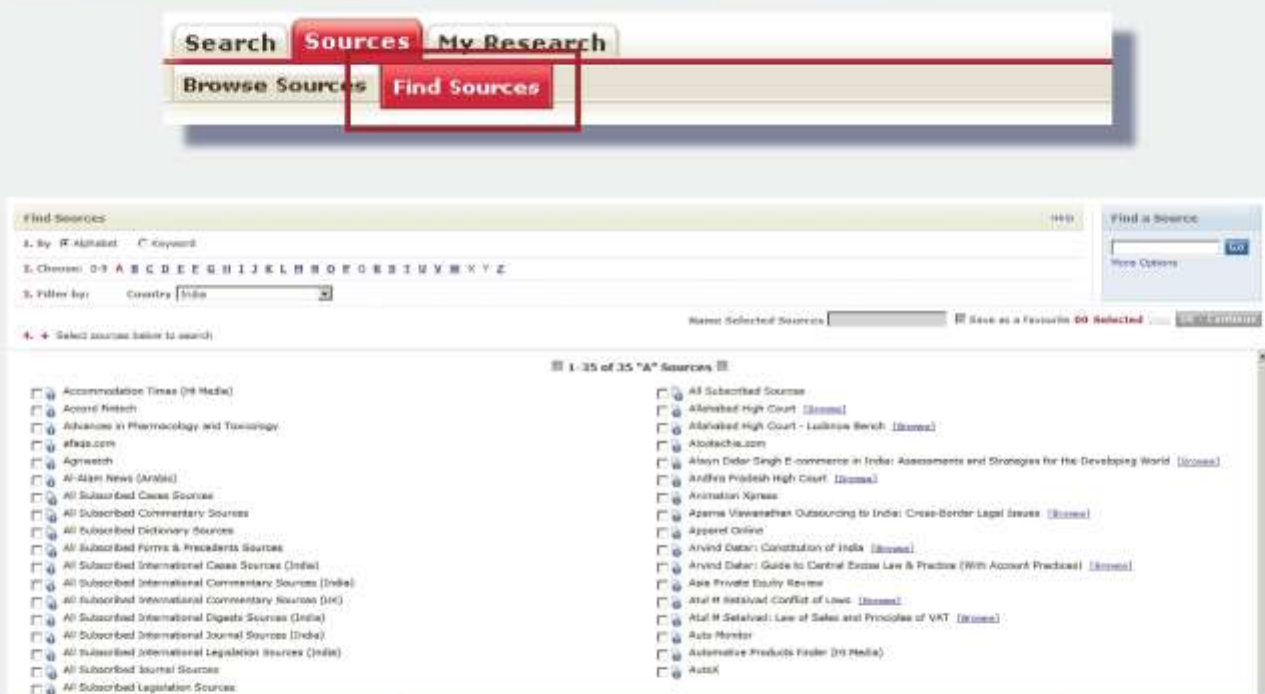 Search Sources My Research
Browse Sources Find Sources
Find Sources Help
1. By Alphabet Keyword
2. Choose: 0-9 A B C D E F G H I J K L M N O P Q R S T U V W X Y Z
3. Filter by: Country India
Name Selected Sources Save as a Favourite 00 Selected OK - Continue
4. Select sources below to search
Find a Source
Go
More Options
1-35 of 35 "A" Sources
Accommodation Times (HT Media)
Accord Fintech
Advances in Pharmacology and Toxicology
afaqs.com
Agriwatch
Al-Alam News (Arabic)
All Subscribed Cases Sources
All Subscribed Commentary Sources
All Subscribed Dictionary Sources
All Subscribed Forms & Precedents Sources
All Subscribed International Cases Sources (India)
All Subscribed International Commentary Sources (India)
All Subscribed International Commentary Sources (UK)
All Subscribed International Digests Sources (India)
All Subscribed International Journal Sources (India)
All Subscribed International Legislation Sources (India)
All Subscribed Journal Sources
All Subscribed Legislation Sources
All Subscribed Sources
Allahabad High Court [Browse]
Allahabad High Court - Lucknow Bench [Browse]
Alootechie.com
Alwyn Didar Singh E-commerce in India: Assessments and Strategies for the Developing World [Browse]
Andhra Pradesh High Court [Browse]
Animation Xpress
Aparna Viswanathan Outsourcing to India: Cross-Border Legal Issues [Browse]
Apparel Online
Arvind Datar: Constitution of India [Browse]
Arvind Datar: Guide to Central Excise Law & Practice (With Account Practices) [Browse]
Asia Private Equity Review
Atul M Setalvad Conflict of Laws [Browse]
Atul M Setalvad: Law of Sales and Principles of VAT [Browse]
Auto Monitor
Automotive Products Finder (HT Media)
AutoX